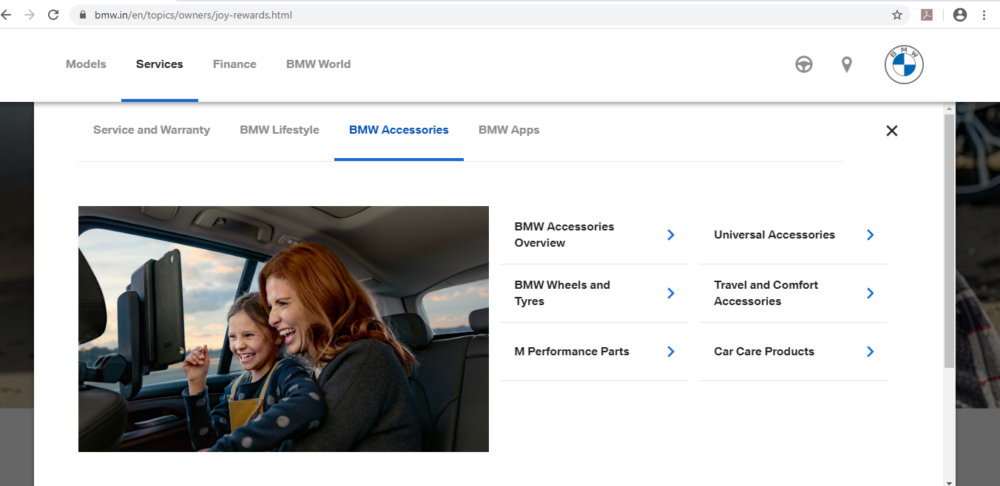 bmw.in/en/topics/owners/joy-rewards.html
Models Services Finance BMW World
BMW
Service and Warranty BMW Lifestyle BMW Accessories BMW Apps
BMW Accessories
Overview
Universal Accessories
BMW Wheels and
Tyres
Travel and Comfort
Accessories
M Performance Parts
Car Care Products